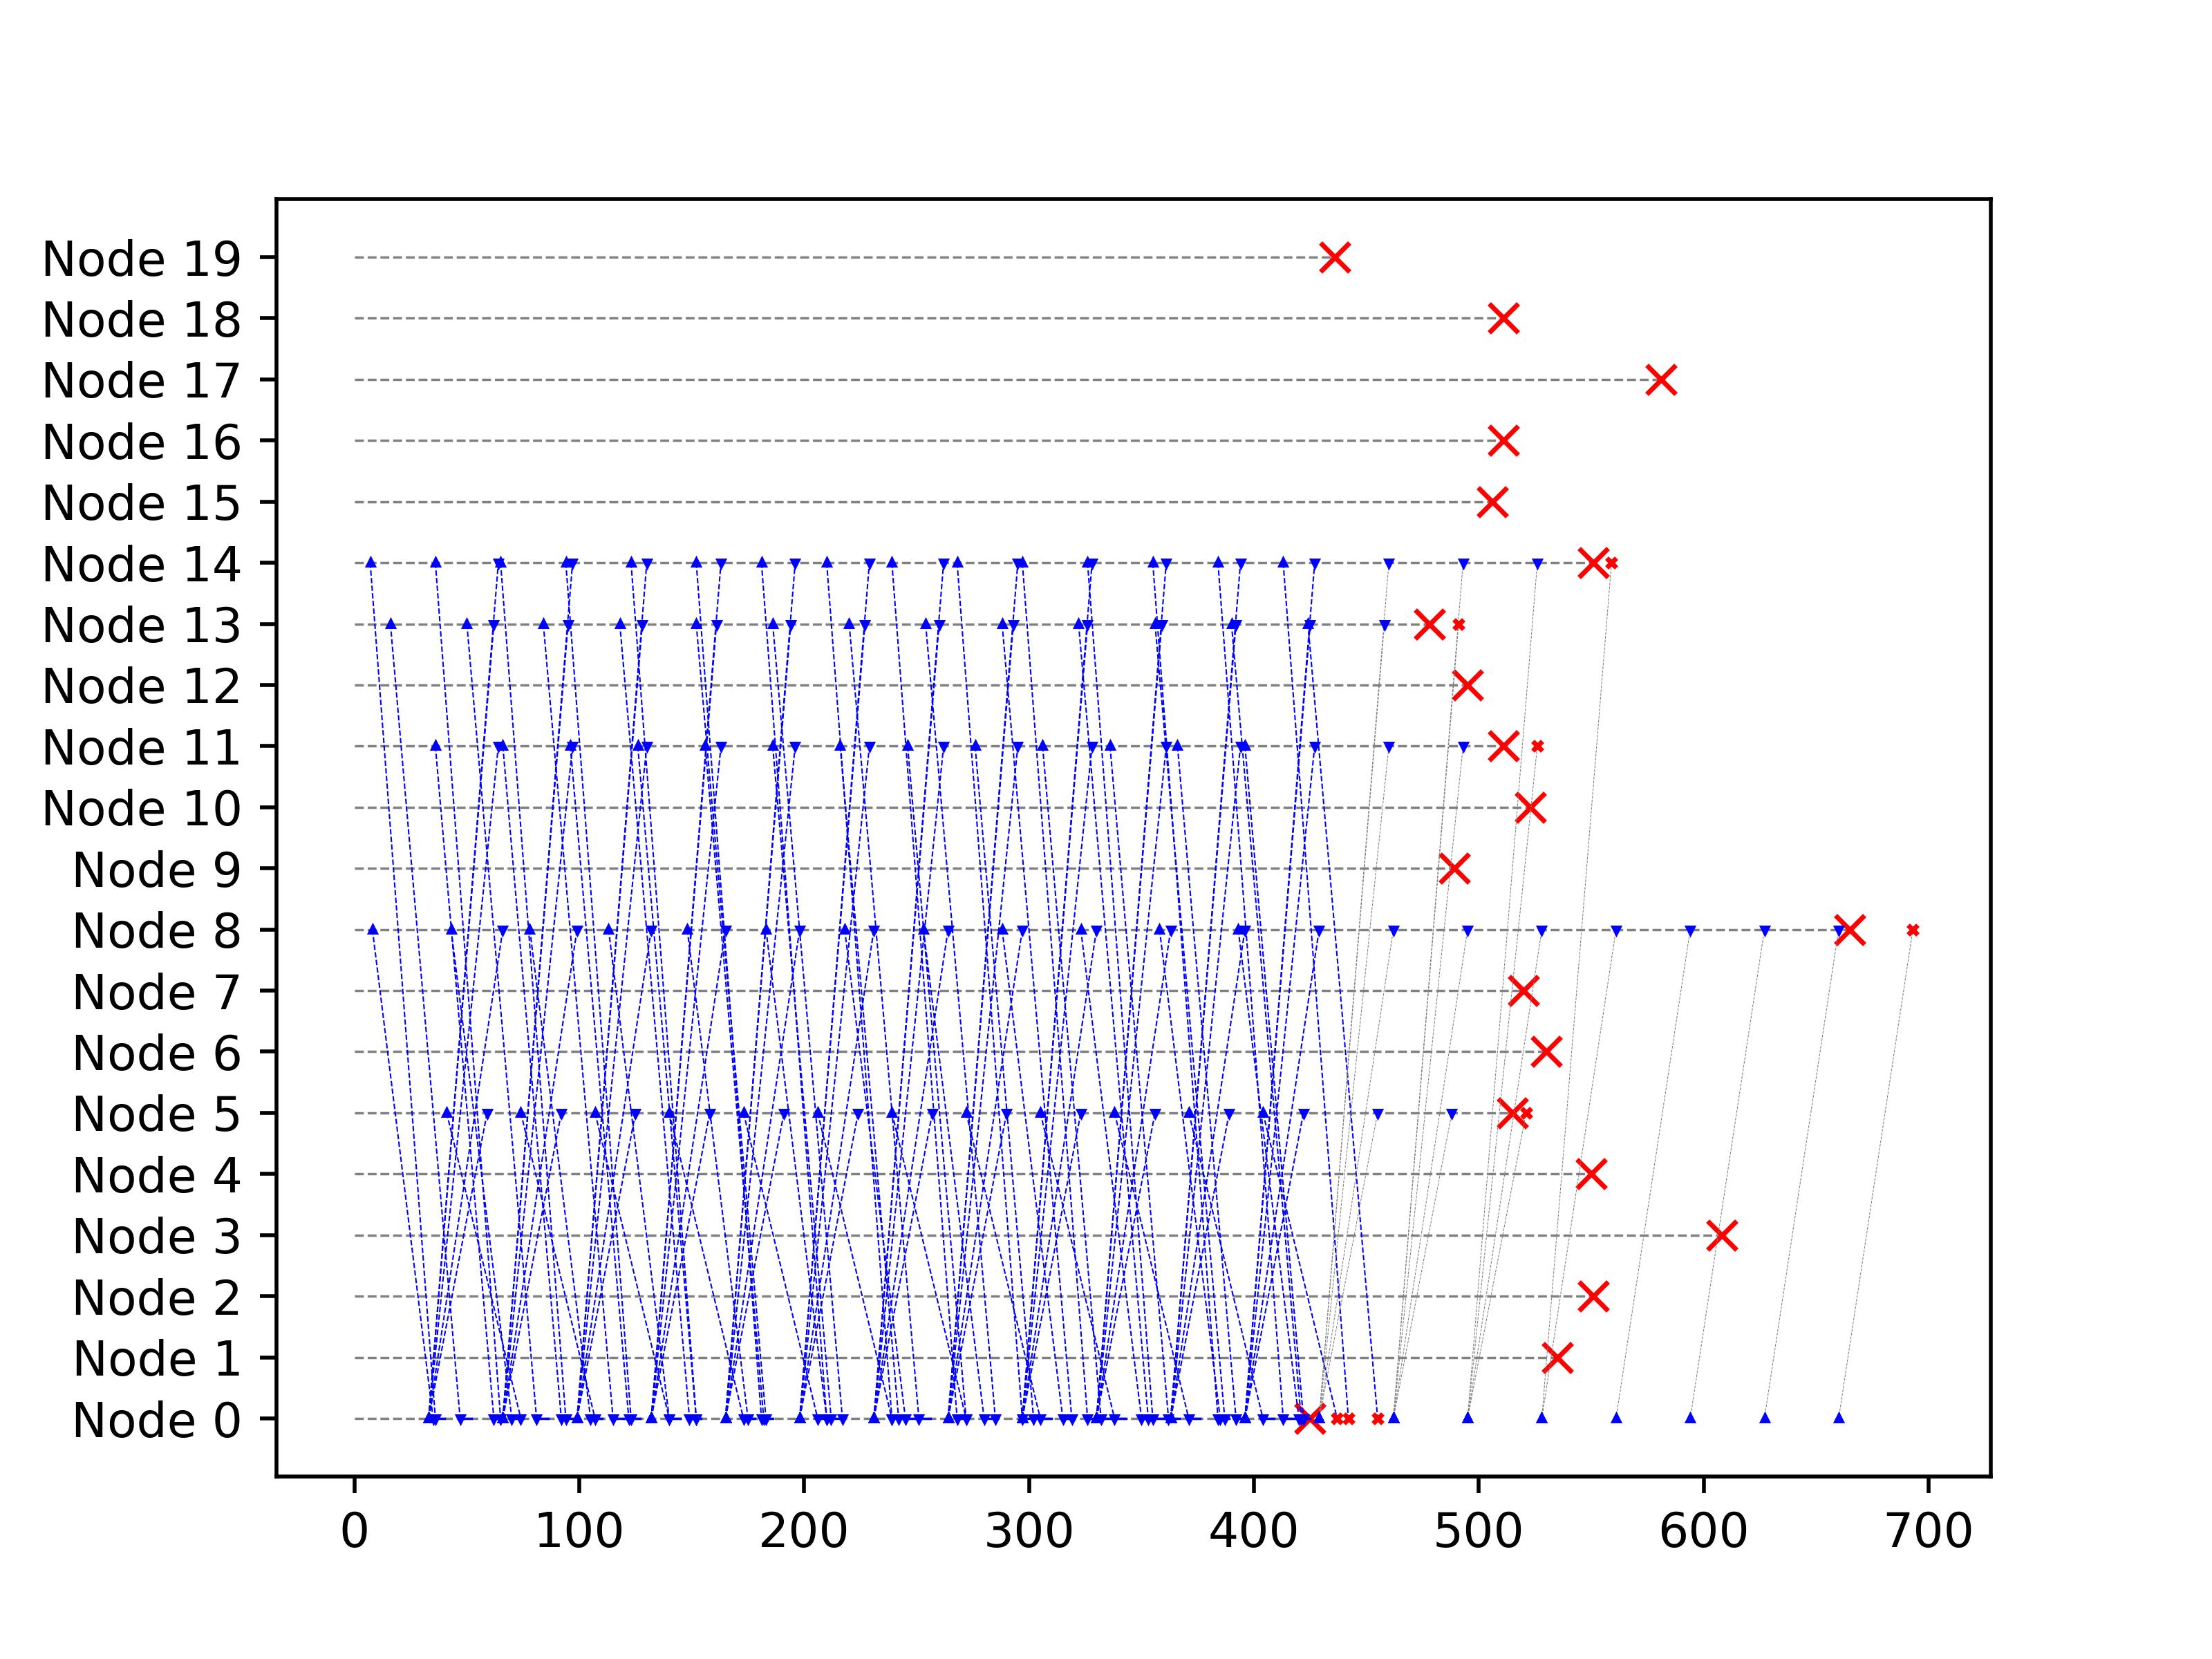 Node 19
Node 18
Node 17
Node 16
Node 15
Node 14
Node 13
Node 12
Node 11
Node 10
Node 9
Node 8
Node 7
Node 6
Node 5
Node 4
Node 3
Node 2
Node 1
Node 0
0 100 200 300 400 500 600 700